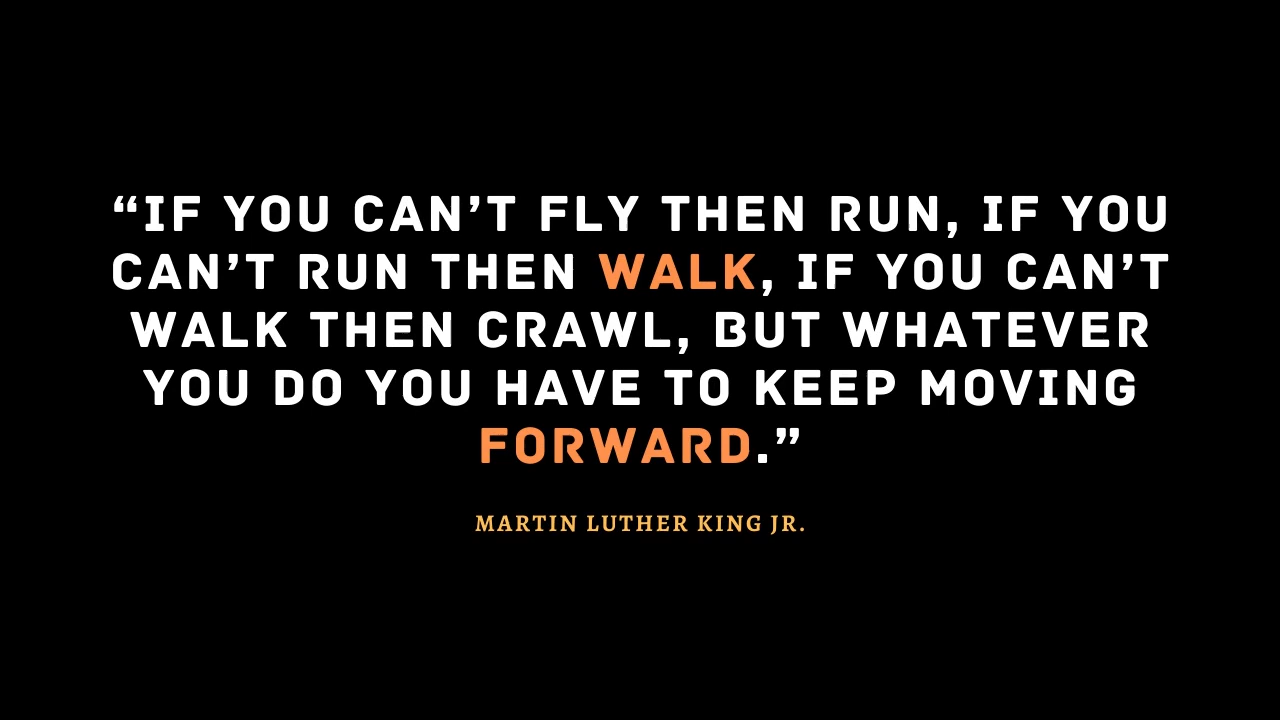 “IF YOU CAN’T FLY THEN RUN, IF YOU
CAN’T RUN THEN WALK, IF YOU CAN’T
WALK THEN CRAWL, BUT WHATEVER
YOU DO YOU HAVE TO KEEP MOVING
FORWARD.”
MARTIN LUTHER KING JR.